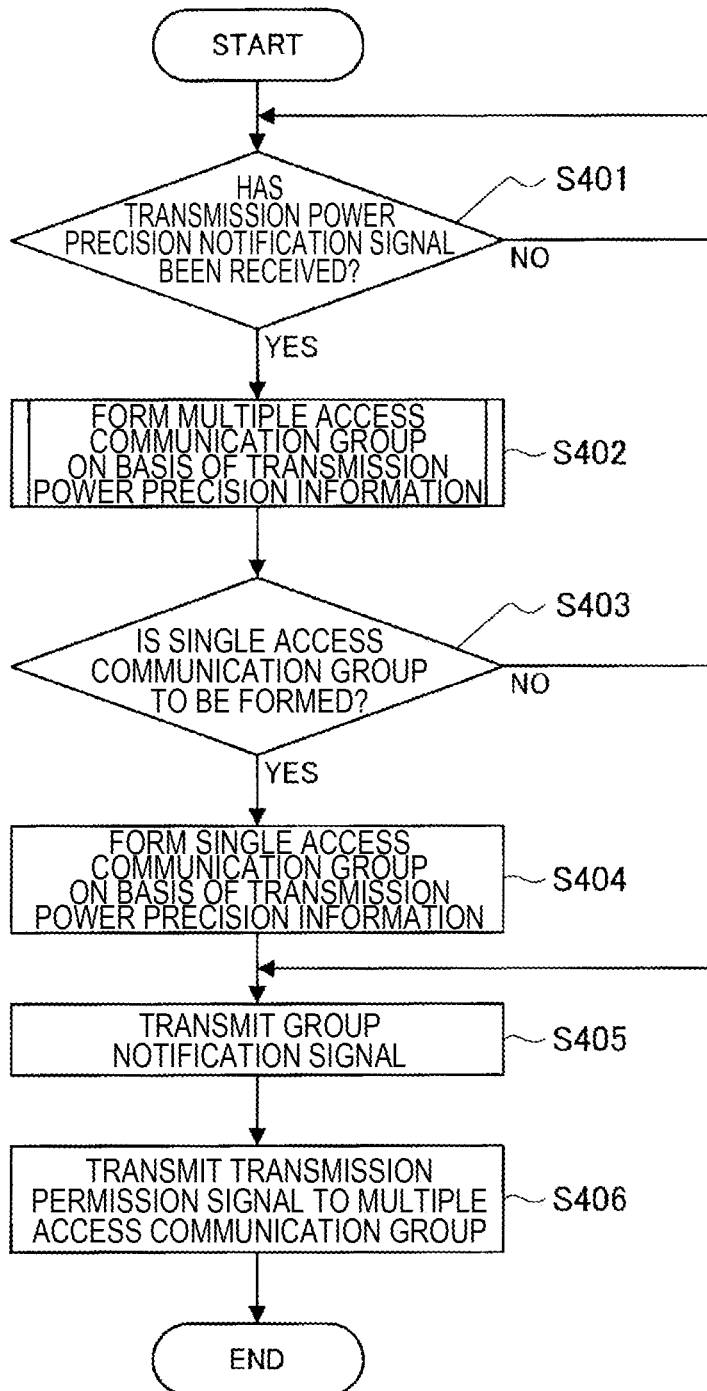 START
HAS
TRANSMISSION POWER
PRECISION NOTIFICATION SIGNAL
BEEN RECEIVED?
S401
NO
YES
FORM MULTIPLE ACCESS
COMMUNICATION GROUP
ON BASIS OF TRANSMISSION
POWER PRECISION INFORMATION
S402
IS SINGLE ACCESS
COMMUNICATION GROUP
TO BE FORMED?
S403
NO
YES
FORM SINGLE ACCESS
COMMUNICATION GROUP
ON BASIS OF TRANSMISSION
POWER PRECISION INFORMATION
S404
TRANSMIT GROUP
NOTIFICATION SIGNAL
S405
TRANSMIT TRANSMISSION
PERMISSION SIGNAL TO MULTIPLE
ACCESS COMMUNICATION GROUP
S406
END